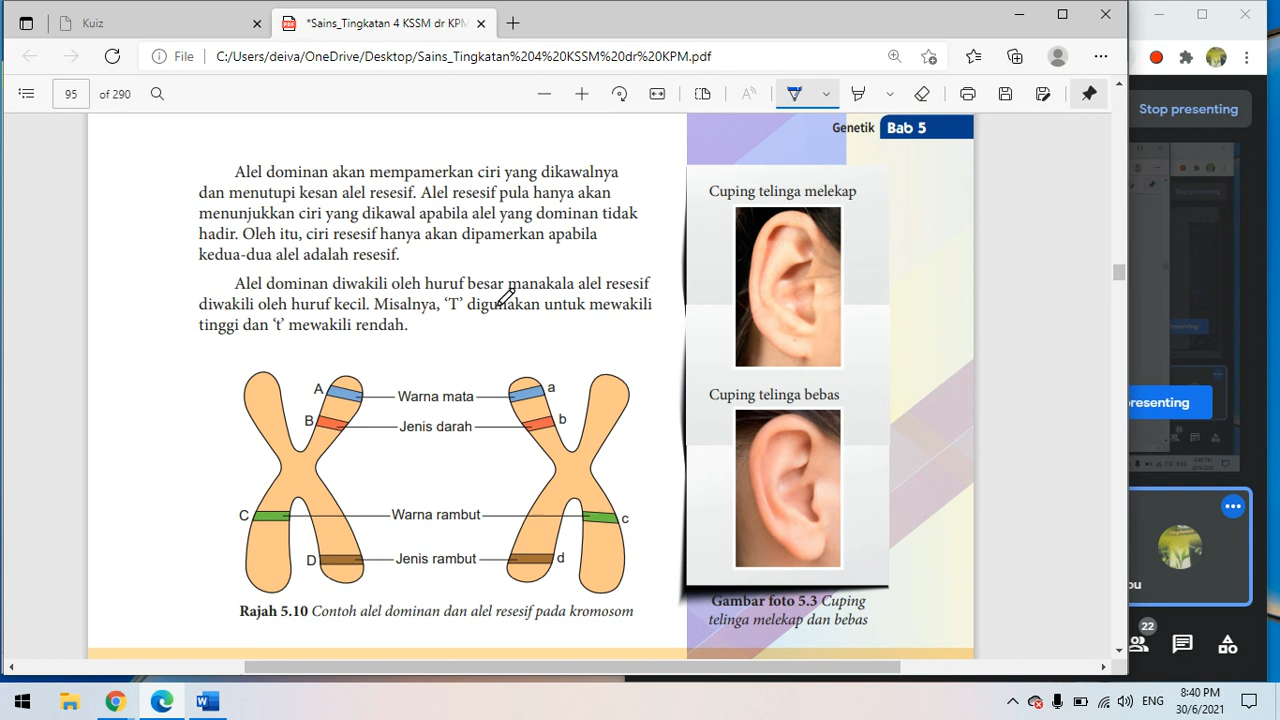 Kuiz
*Sains_Tingkatan 4 KSSM dr KPM
File
C:/Users/deiva/OneDrive/Desktop/Sains_Tingkatan%204%20KSSM%20dr%20KPM.pdf
95 of 290
Stop presenting
Genetik Bab 5
Alel dominan akan mempamerkan ciri yang dikawalnya
dan menutupi kesan alel resesif. Alel resesif pula hanya akan
menunjukkan ciri yang dikawal apabila alel yang dominan tidak
hadir. Oleh itu, ciri resesif hanya akan dipamerkan apabila
kedua-dua alel adalah resesif.
Alel dominan diwakili oleh huruf besar manakala alel resesif
diwakili oleh huruf kecil. Misalnya, ‘T’ digunakan untuk mewakili
tinggi dan ‘t’ mewakili rendah.
A Warna mata a
B Jenis darah b
C Warna rambut c
D Jenis rambut d
Rajah 5.10 Contoh alel dominan dan alel resesif pada kromosom
Cuping telinga melekap
Cuping telinga bebas
Gambar foto 5.3 Cuping
telinga melekap dan bebas
presenting
ou
22
ENG
8:40 PM
30/6/2021